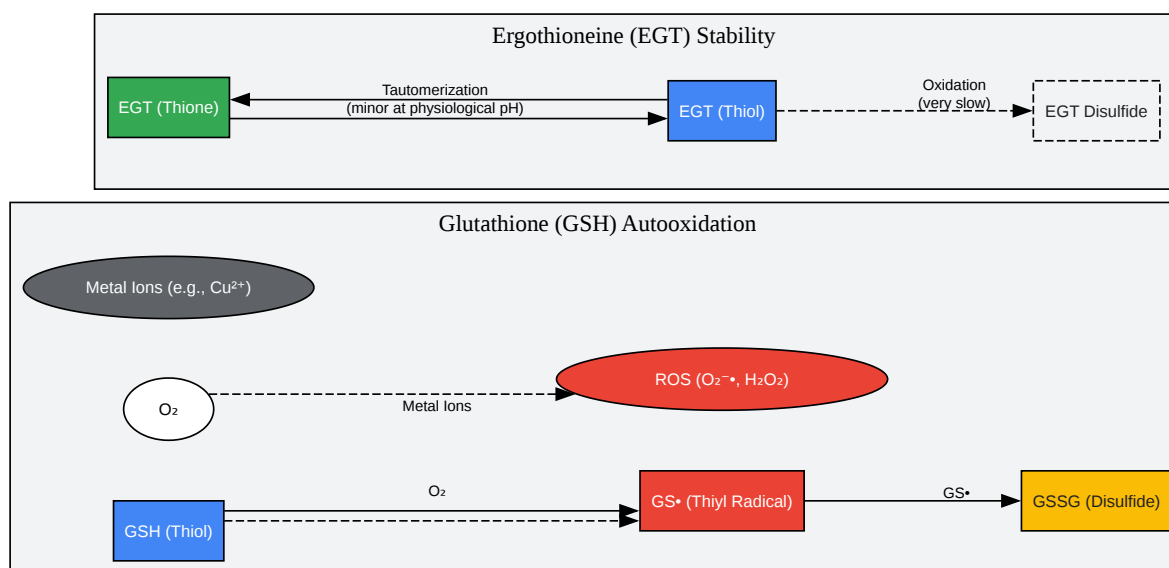 Ergothioneine (EGT) Stability
EGT (Thione)
Tautomerization
(minor at physiological pH)
EGT (Thiol)
Oxidation
(very slow)
EGT Disulfide
Glutathione (GSH) Autooxidation
Metal Ions (e.g., Cu²⁺)
O₂
Metal Ions
ROS (O₂⁻•, H₂O₂)
GSH (Thiol)
O₂
GS• (Thiyl Radical)
GS•
GSSG (Disulfide)